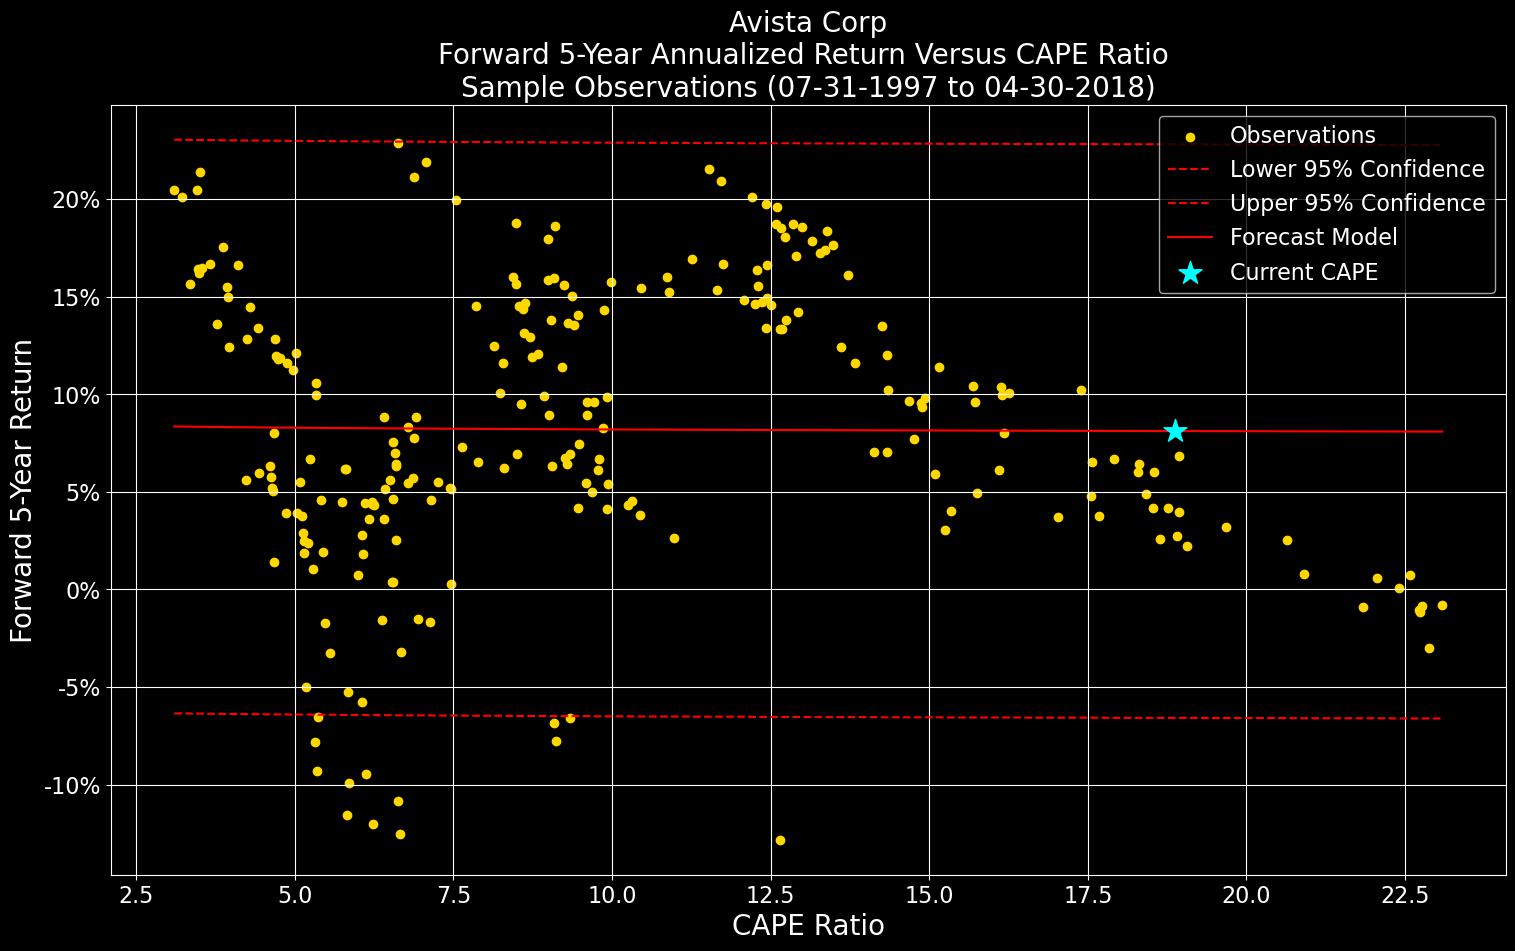 Avista Corp
Forward 5-Year Annualized Return Versus CAPE Ratio
Sample Observations (07-31-1997 to 04-30-2018)
Observations
Lower 95% Confidence
Upper 95% Confidence
Forecast Model
Current CAPE
Forward 5-Year Return
20%
15%
10%
5%
0%
-5%
-10%
2.5 5.0 7.5 10.0 12.5 15.0 17.5 20.0 22.5
CAPE Ratio